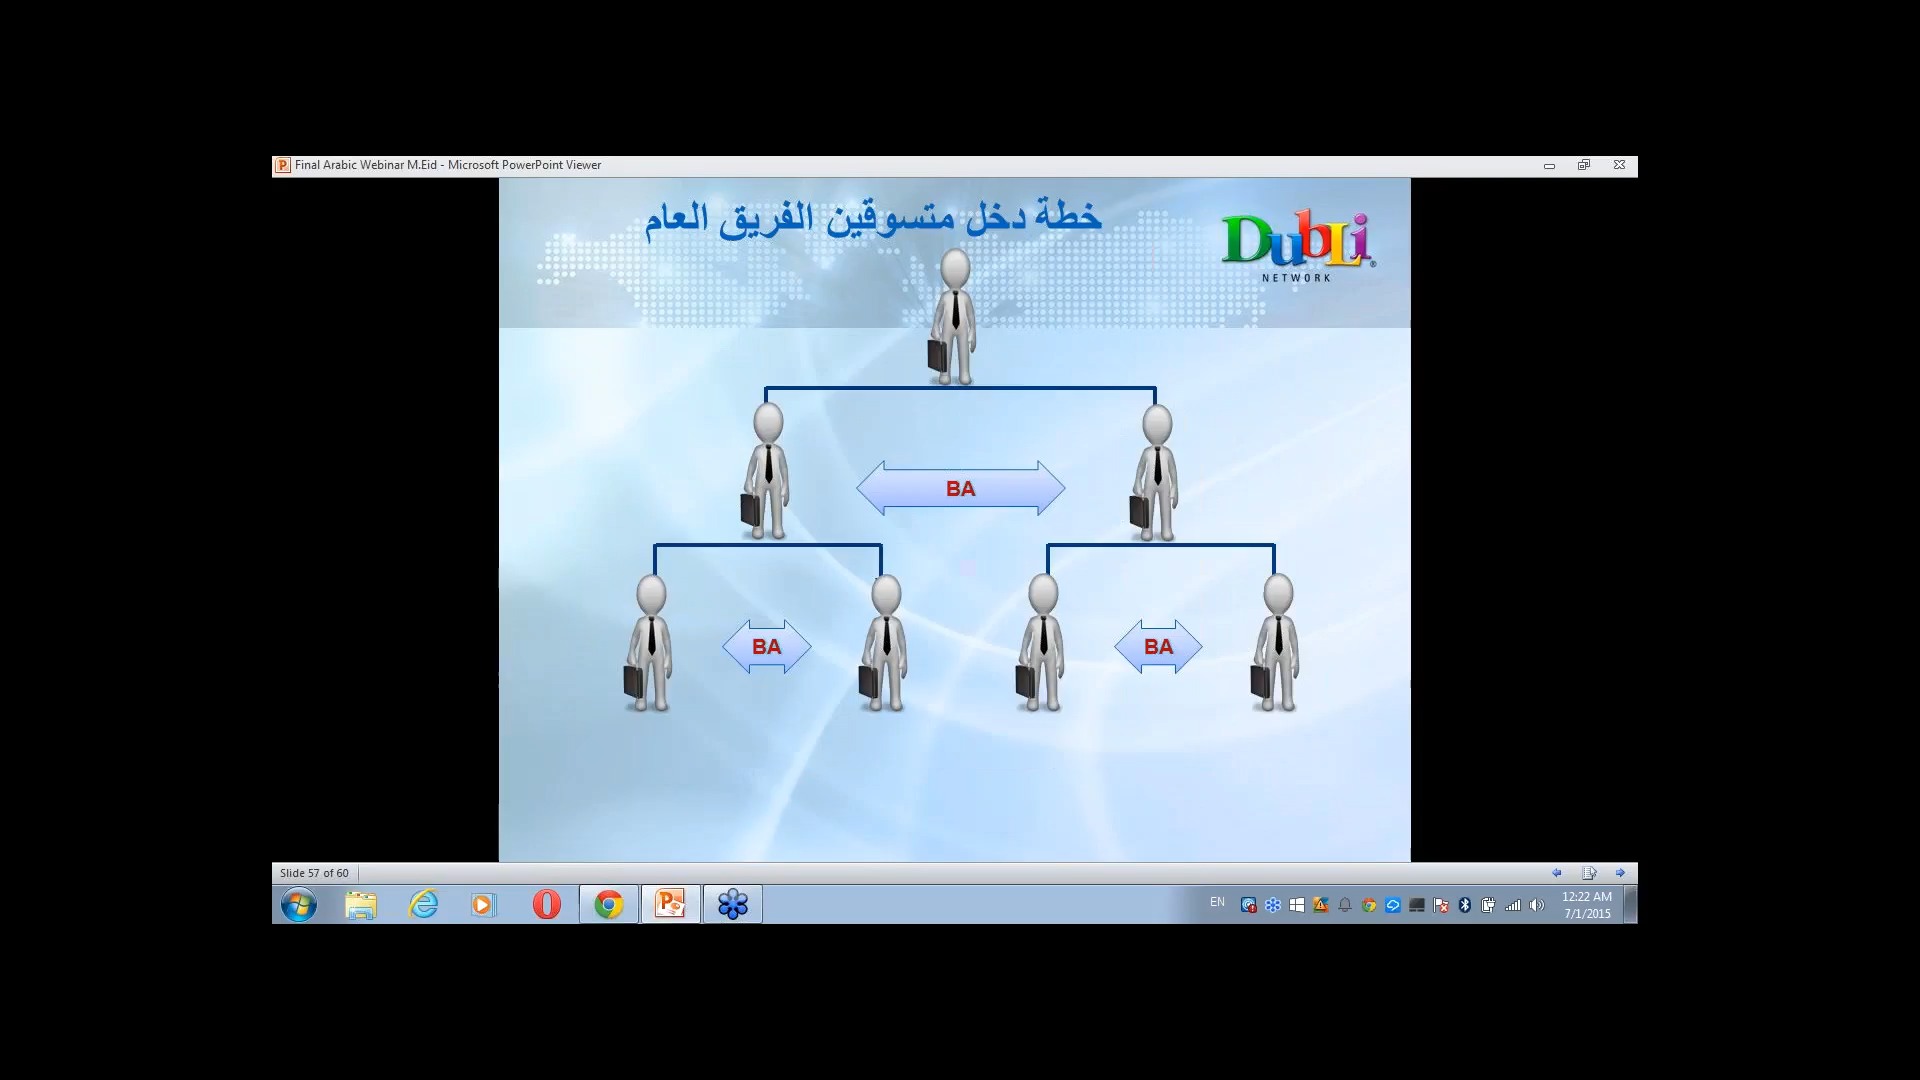 Final Arabic Webinar M.Eid - Microsoft PowerPoint Viewer
خطة دخل متسوقين الفريق العام
DubLi®
NETWORK
BA
BA
BA
Slide 57 of 60
EN
12:22 AM
7/1/2015